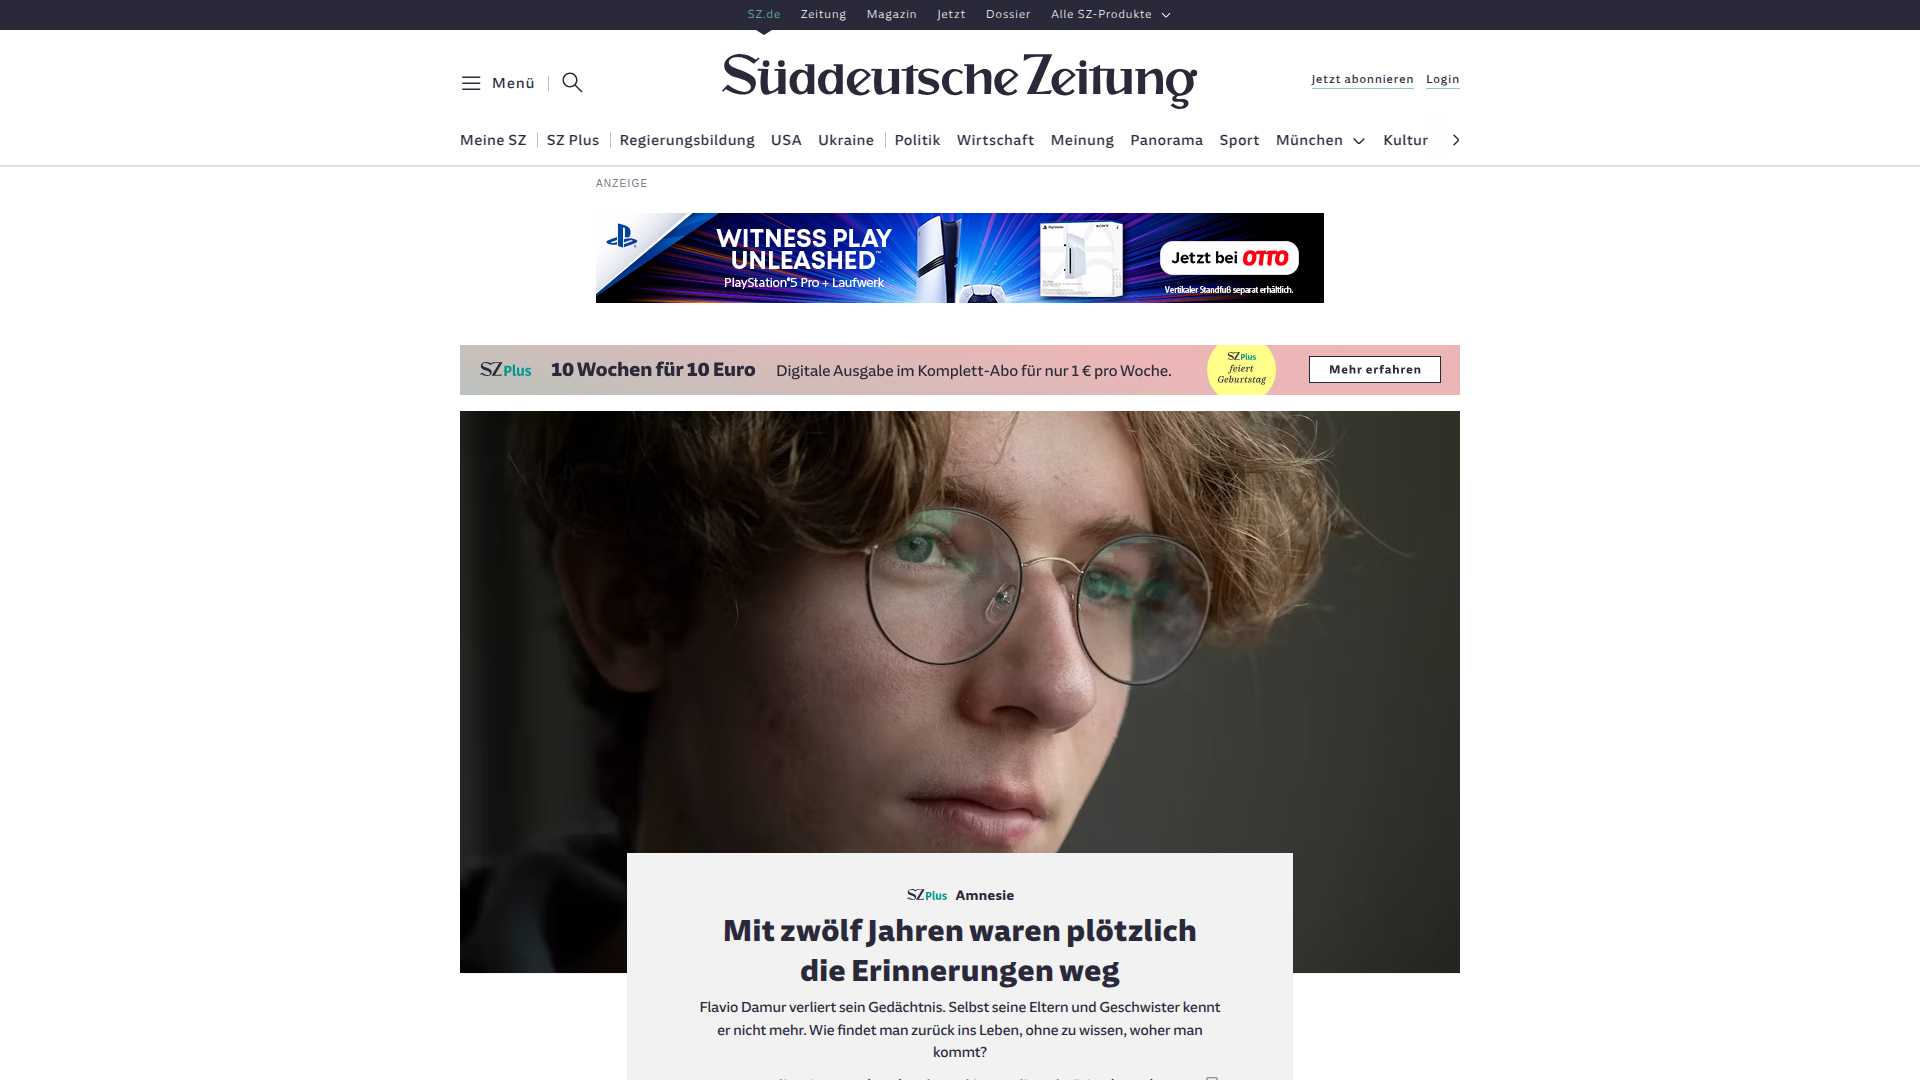 SZ.de Zeitung Magazin Jetzt Dossier Alle SZ-Produkte
Menü
Süddeutsche Zeitung
Jetzt abonnieren Login
Meine SZ SZ Plus Regierungsbildung USA Ukraine Politik Wirtschaft Meinung Panorama Sport München Kultur
ANZEIGE
WITNESS PLAY
UNLEASHED™
PlayStation®5 Pro + Laufwerk
Jetzt bei OTTO
Vertikaler Standfuß separat erhältlich.
SZ Plus 10 Wochen für 10 Euro Digitale Ausgabe im Komplett-Abo für nur 1 € pro Woche.
SZ Plus
feiert
Geburtstag
Mehr erfahren
SZ Plus Amnesie
Mit zwölf Jahren waren plötzlich
die Erinnerungen weg
Flavio Damur verliert sein Gedächtnis. Selbst seine Eltern und Geschwister kennt
er nicht mehr. Wie findet man zurück ins Leben, ohne zu wissen, woher man
kommt?